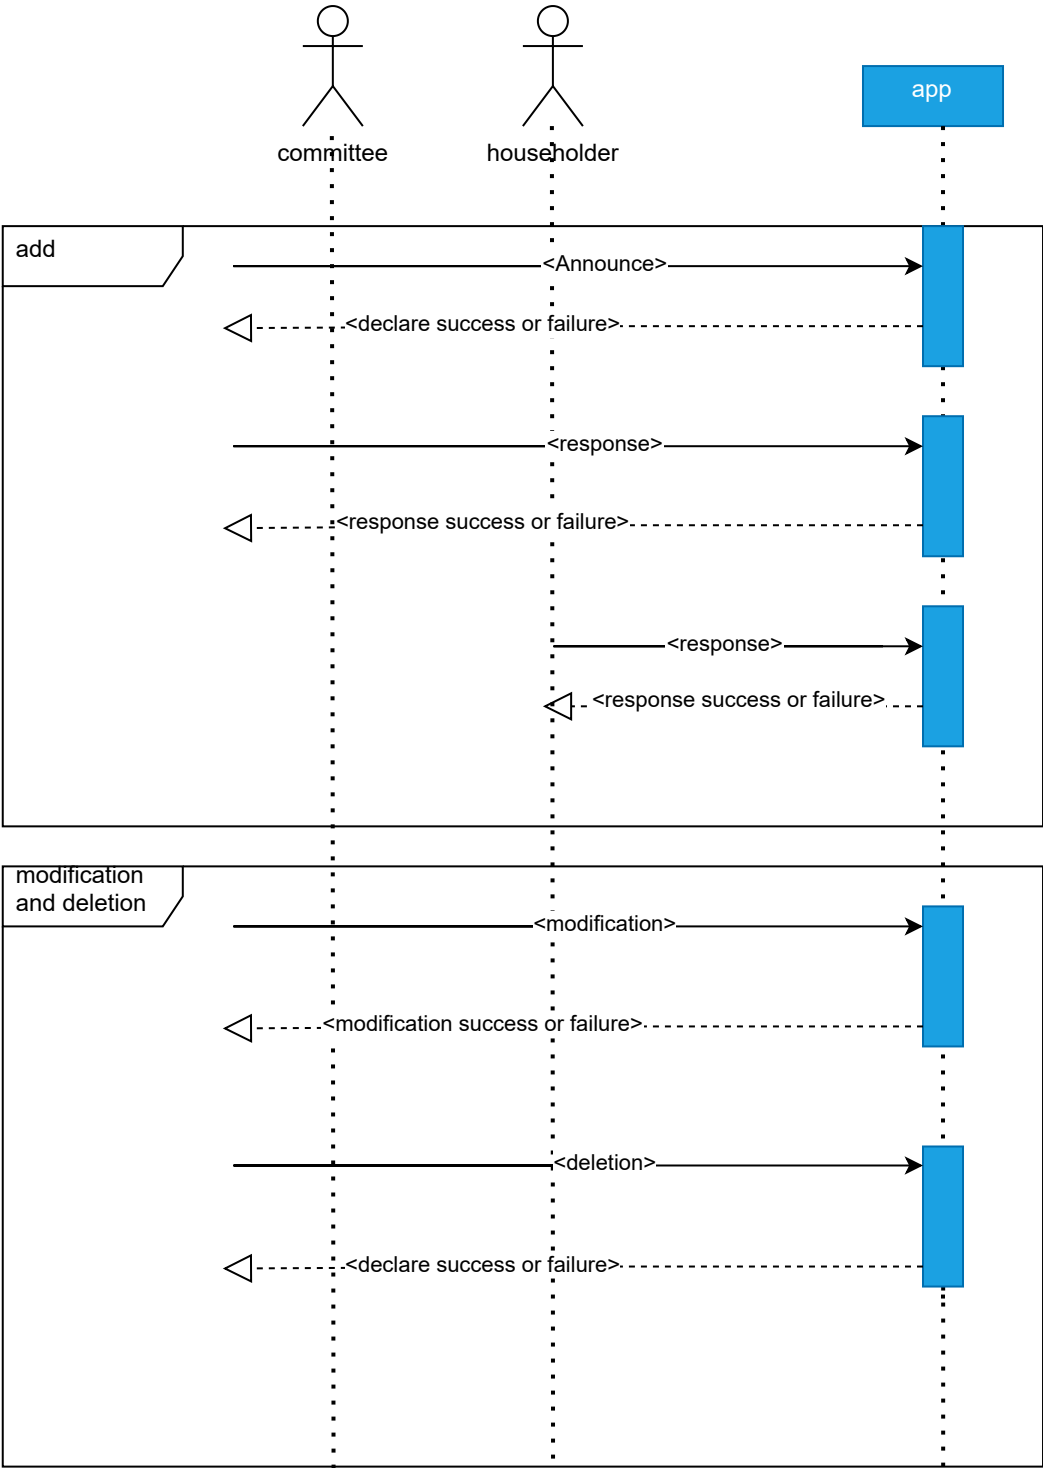 committee
householder
app
add
<Announce>
<declare success or failure>
<response>
<response success or failure>
<response>
<response success or failure>
modification
and deletion
<modification>
<modification success or failure>
<deletion>
<declare success or failure>